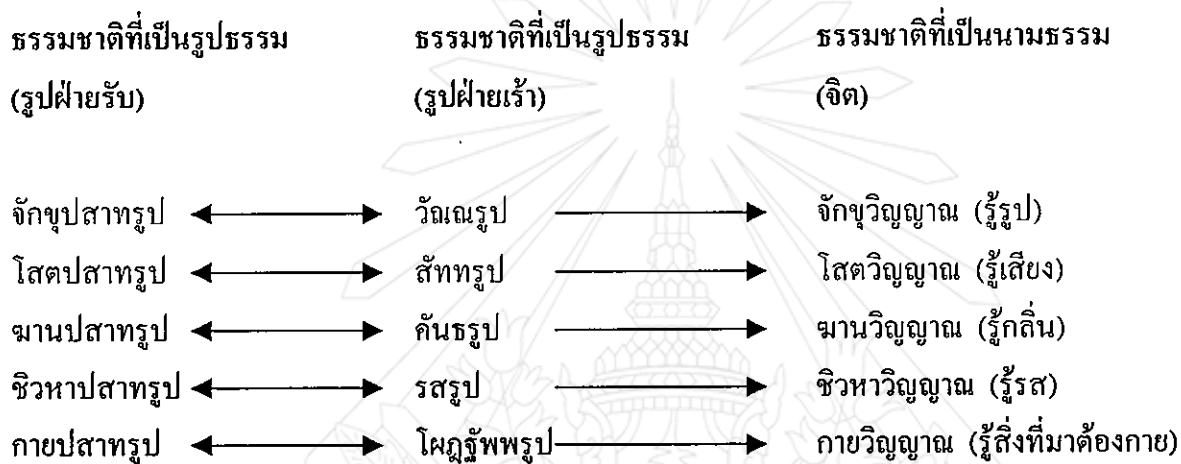 ธรรมชาติที่เป็นรูปธรรม ธรรมชาติที่เป็นรูปธรรม ธรรมชาติที่เป็นนามธรรม
(รูปฝ่ายรับ) (รูปฝ่ายเร้า) (จิต)
จักขุปสาทรูป วัณณรูป จักขุวิญญาณ (รู้รูป)
โสตปสาทรูป สัททรูป โสตวิญญาณ (รู้เสียง)
ฆานปสาทรูป คันธรูป ฆานวิญญาณ (รู้กลิ่น)
ชิวหาปสาทรูป รสรูป ชิวหาวิญญาณ (รู้รส)
กายปสาทรูป โผฎฐัพพรูป กายวิญญาณ (รู้สิ่งที่มาต้องกาย)